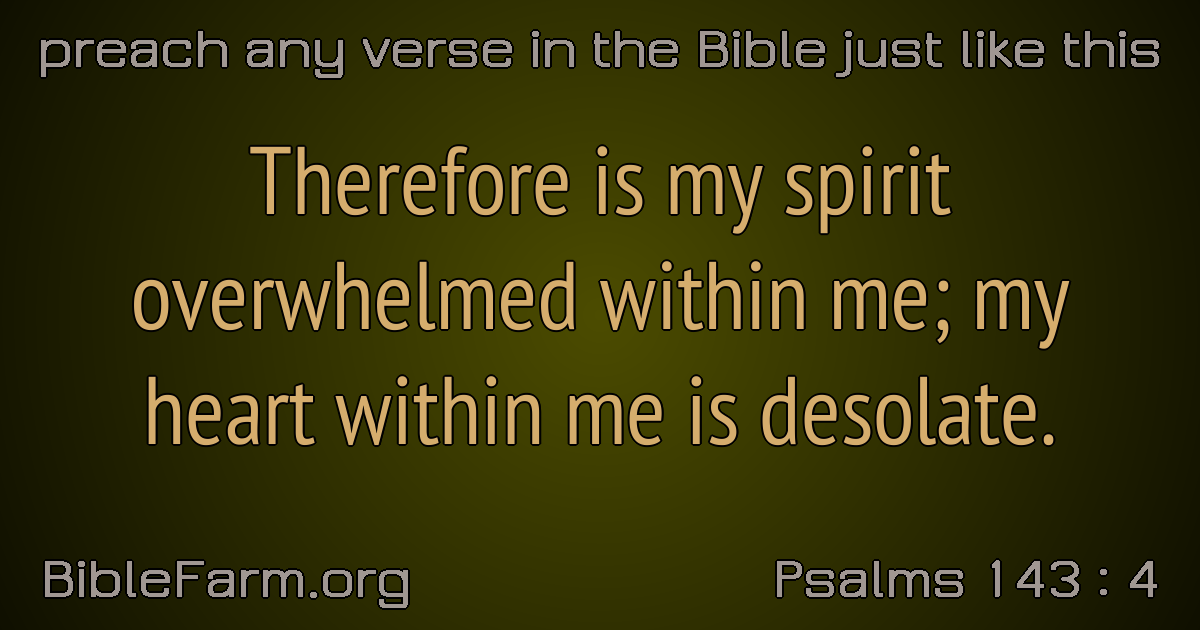 preach any verse in the Bible just like this
Therefore is my spirit
overwhelmed within me; my
heart within me is desolate.
BibleFarm.org
Psalms 143 : 4